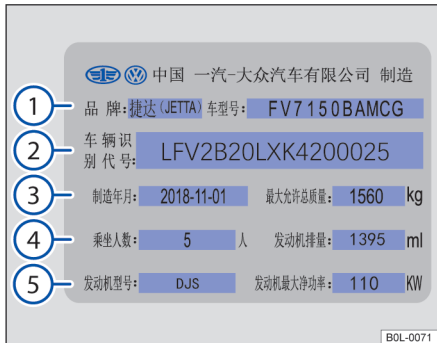 中国 一汽-大众汽车有限公司 制造
1 品 牌: 捷达(JETTA) 车型号: FV7150BAMCG
2 车辆识别代号: LFV2B20LXK4200025
3 制造年月: 2018-11-01 最大允许总质量: 1560 kg
4 乘坐人数: 5 人 发动机排量: 1395 ml
5 发动机型号: DJS 发动机最大净功率: 110 KW
B0L-0071